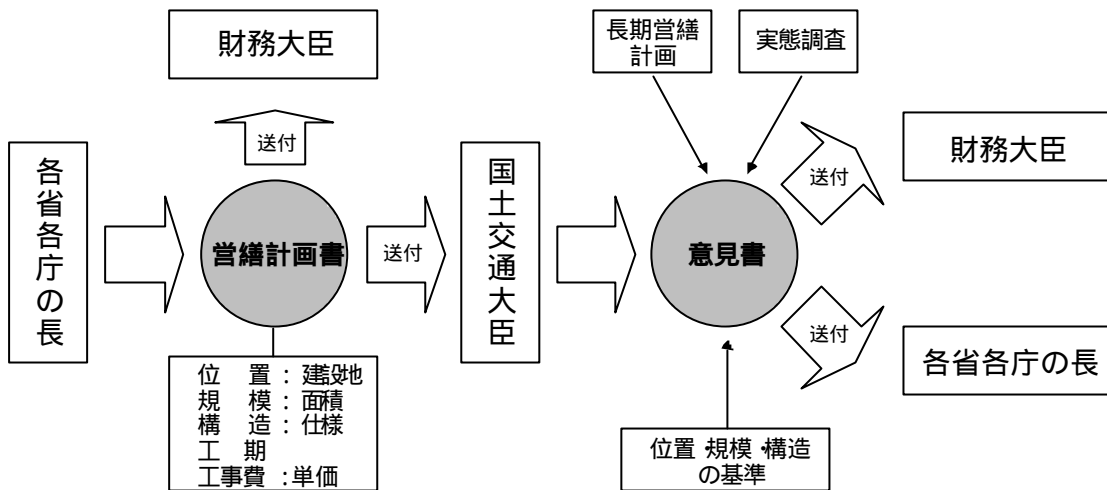 財務大臣
送付
各省各庁の長
営繕計画書
送付
国土交通大臣
位　置：建設地
規　模：面積
構　造：仕様
工　期
工事費：単価
長期営繕
計画
実態調査
意見書
送付
財務大臣
送付
各省各庁の長
位置・規模・構造
の基準